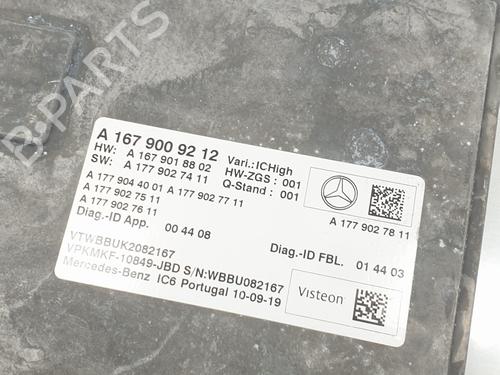 B-PARTS
A 167 900 92 12 Vari.:ICHigh
HW: A 167 901 88 02 HW-ZGS : 001
SW: A 177 902 74 11 Q-Stand : 001
A 177 904 40 01 A 177 902 77 11
A 177 902 75 11
A 177 902 76 11
A 177 902 78 11
Diag.-ID App. 00 44 08
Diag.-ID FBL. 01 44 03
VTWBBUK2082167
VPKMKF-10849-JBD S/N:WBBU082167
Mercedes-Benz IC6 Portugal 10-09-19
Visteon